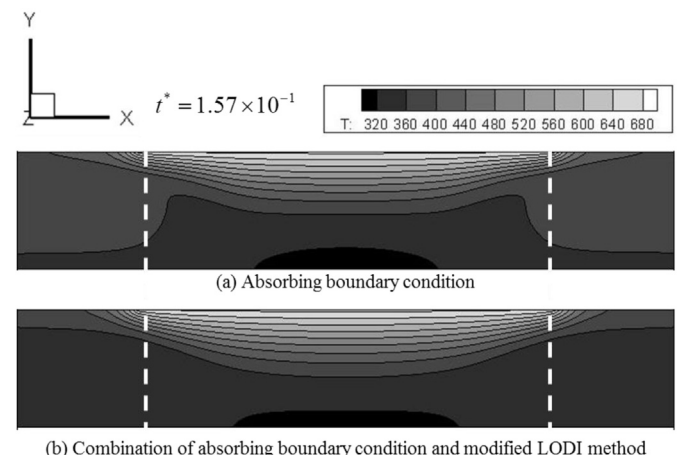 Y
Z X
t* = 1.57×10⁻¹
T: 320 360 400 440 480 520 560 600 640 680
(a) Absorbing boundary condition
(b) Combination of absorbing boundary condition and modified LODI method